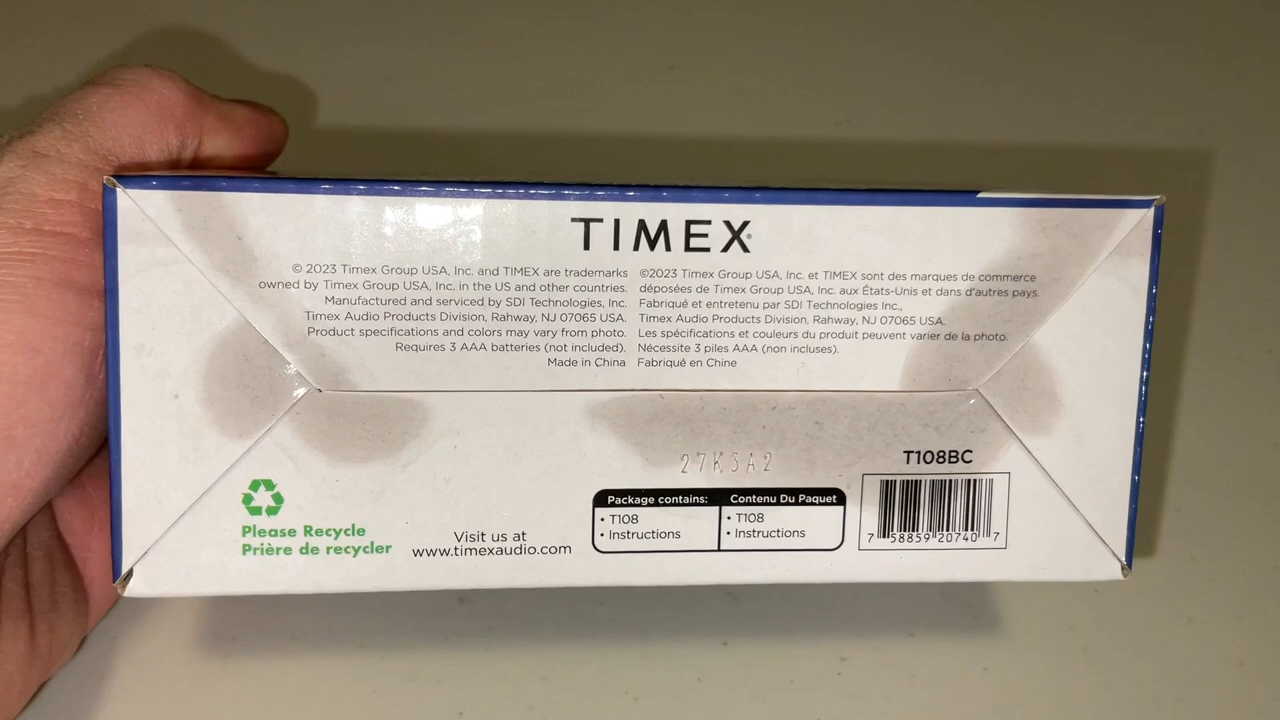 TIMEX
© 2023 Timex Group USA, Inc. and TIMEX are trademarks
owned by Timex Group USA, Inc. in the US and other countries.
Manufactured and serviced by SDI Technologies, Inc.
Timex Audio Products Division, Rahway, NJ 07065 USA.
Product specifications and colors may vary from photo.
Requires 3 AAA batteries (not included).
Made in China
©2023 Timex Group USA, Inc. et TIMEX sont des marques de commerce
déposées de Timex Group USA, Inc. aux États-Unis et dans d'autres pays.
Fabriqué et entretenu par SDI Technologies Inc.,
Timex Audio Products Division, Rahway, NJ 07065 USA.
Les spécifications et couleurs du produit peuvent varier de la photo.
Nécessite 3 piles AAA (non incluses).
Fabriqué en Chine
27K3A2
Please Recycle
Prière de recycler
Visit us at
www.timexaudio.com
Package contains:
• T108
• Instructions
Contenu Du Paquet
• T108
• Instructions
T108BC
7 58859 20740 7